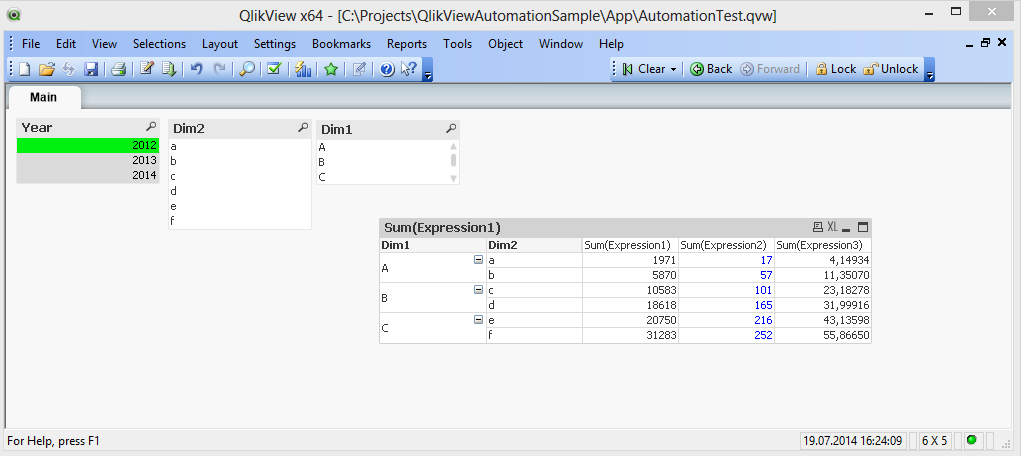 QlikView x64 - [C:\Projects\QlikViewAutomationSample\App\AutomationTest.qvw]
File Edit View Selections Layout Settings Bookmarks Reports Tools Object Window Help
Clear Back Forward Lock Unlock
Main
Year
2012
2013
2014
Dim2
a
b
c
d
e
f
Dim1
A
B
C
Sum(Expression1) XL
Dim1 Dim2 Sum(Expression1) Sum(Expression2) Sum(Expression3)
A a 1971 17 4,14934
b 5870 57 11,35070
B c 10583 101 23,18278
d 18618 165 31,99916
C e 20750 216 43,13598
f 31283 252 55,86650
For Help, press F1 19.07.2014 16:24:09 6 X 5